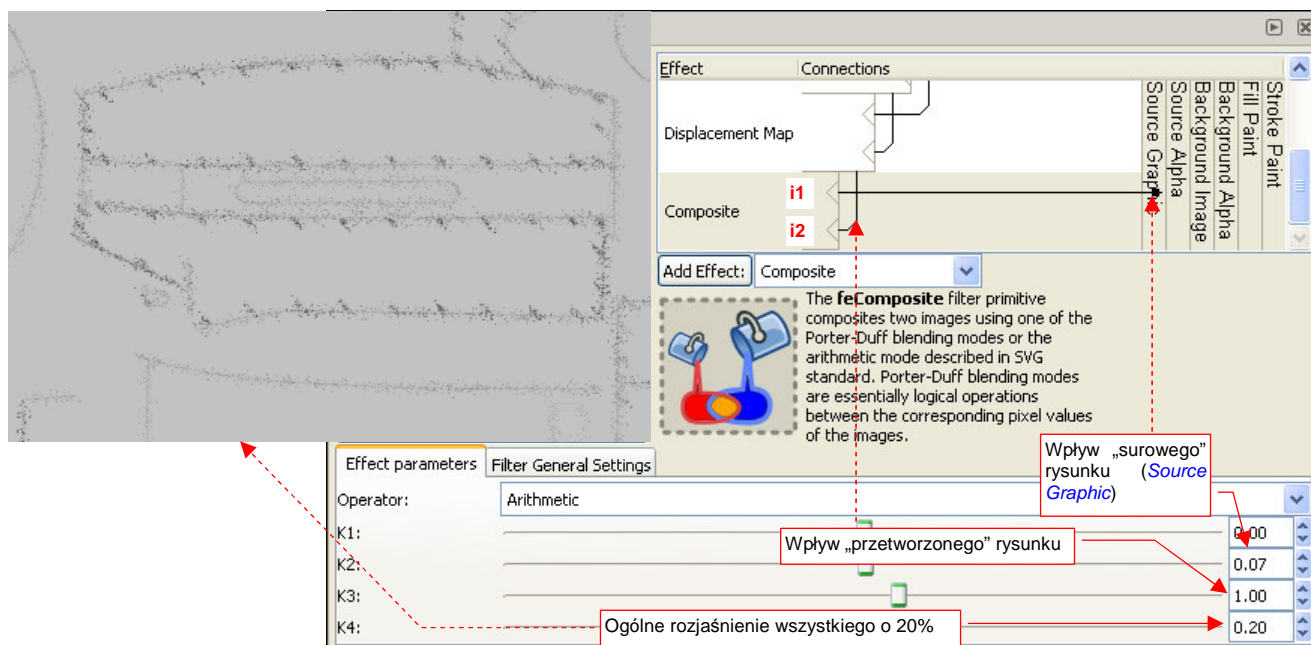 Effect
Connections
Displacement Map
Composite
i1
i2
Source Graphic
Source Alpha
Background Image
Background Alpha
Fill Paint
Stroke Paint
Add Effect:
Composite
The feComposite filter primitive
composites two images using one of the
Porter-Duff blending modes or the
arithmetic mode described in SVG
standard. Porter-Duff blending modes
are essentially logical operations
between the corresponding pixel values
of the images.
Wpływ „surowego”
rysunku (Source
Graphic)
Effect parameters
Filter General Settings
Operator:
Arithmetic
K1:
0.00
Wpływ „przetworzonego” rysunku
K2:
0.07
K3:
1.00
K4:
Ogólne rozjaśnienie wszystkiego o 20%
0.20